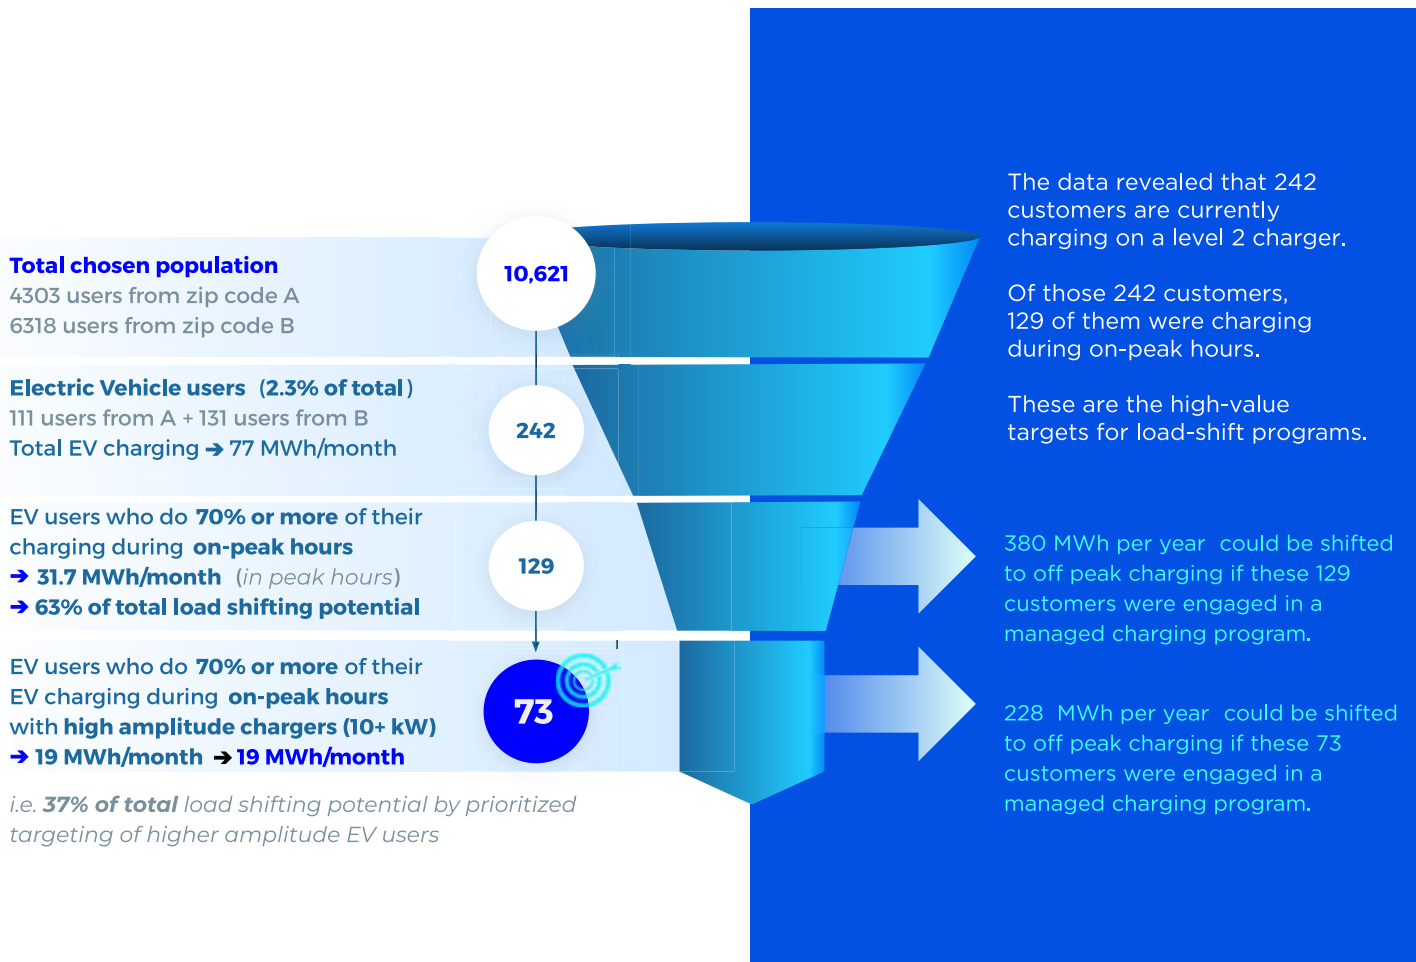 Total chosen population
4303 users from zip code A
6318 users from zip code B
10,621
Electric Vehicle users (2.3% of total)
111 users from A + 131 users from B
Total EV charging ➔ 77 MWh/month
242
EV users who do 70% or more of their
charging during on-peak hours
➔ 31.7 MWh/month (in peak hours)
➔ 63% of total load shifting potential
129
EV users who do 70% or more of their
EV charging during on-peak hours
with high amplitude chargers (10+ kW)
➔ 19 MWh/month ➔ 19 MWh/month
73
i.e. 37% of total load shifting potential by prioritized
targeting of higher amplitude EV users
The data revealed that 242
customers are currently
charging on a level 2 charger.
Of those 242 customers,
129 of them were charging
during on-peak hours.
These are the high-value
targets for load-shift programs.
380 MWh per year could be shifted
to off peak charging if these 129
customers were engaged in a
managed charging program.
228 MWh per year could be shifted
to off peak charging if these 73
customers were engaged in a
managed charging program.